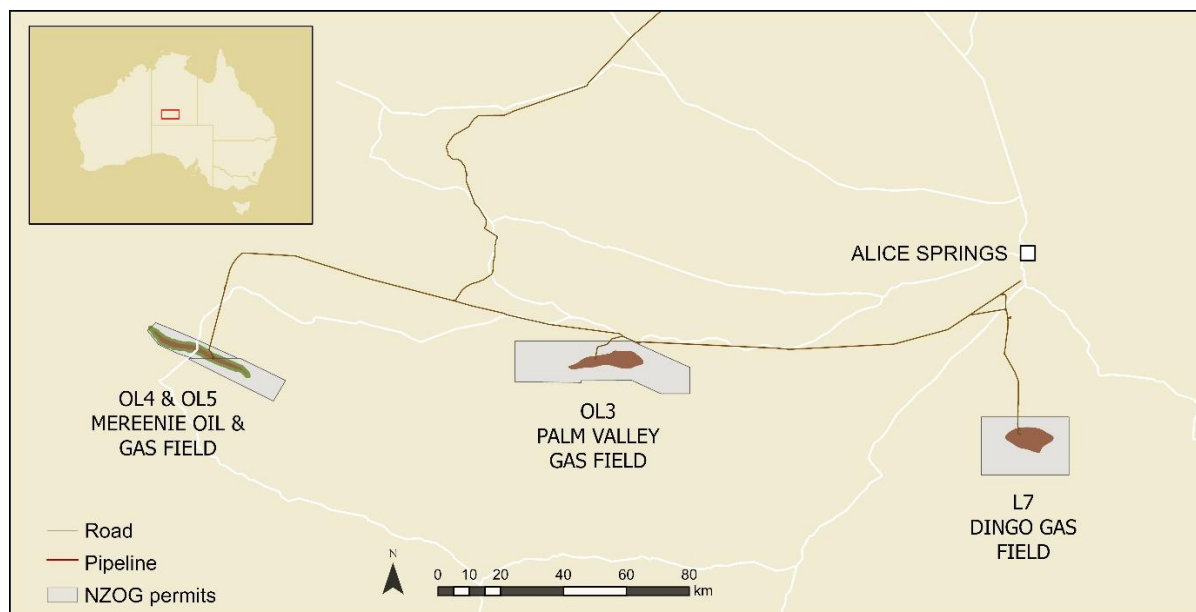 ALICE SPRINGS
OL4 & OL5
MEREENIE OIL &
GAS FIELD
OL3
PALM VALLEY
GAS FIELD
L7
DINGO GAS
FIELD
Road
Pipeline
NZOG permits
N
0 10 20 40 60 80
km